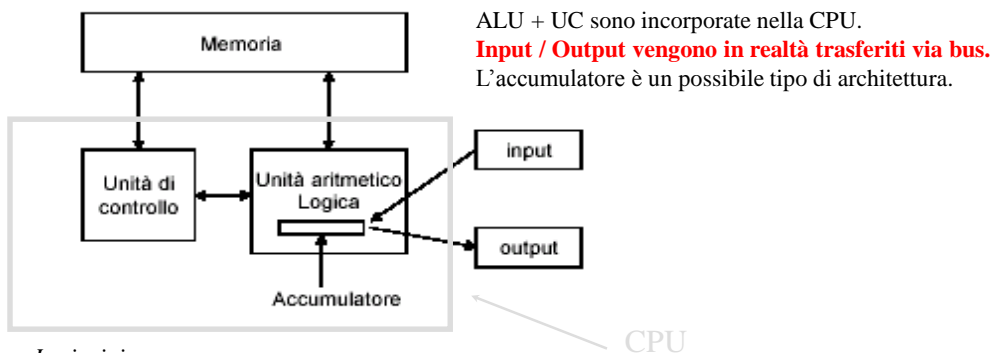 ALU + UC sono incorporate nella CPU.
Input / Output vengono in realtà trasferiti via bus.
L'accumulatore è un possibile tipo di architettura.
Memoria
input
Unità di
controllo
Unità aritmetico
Logica
output
Accumulatore
CPU